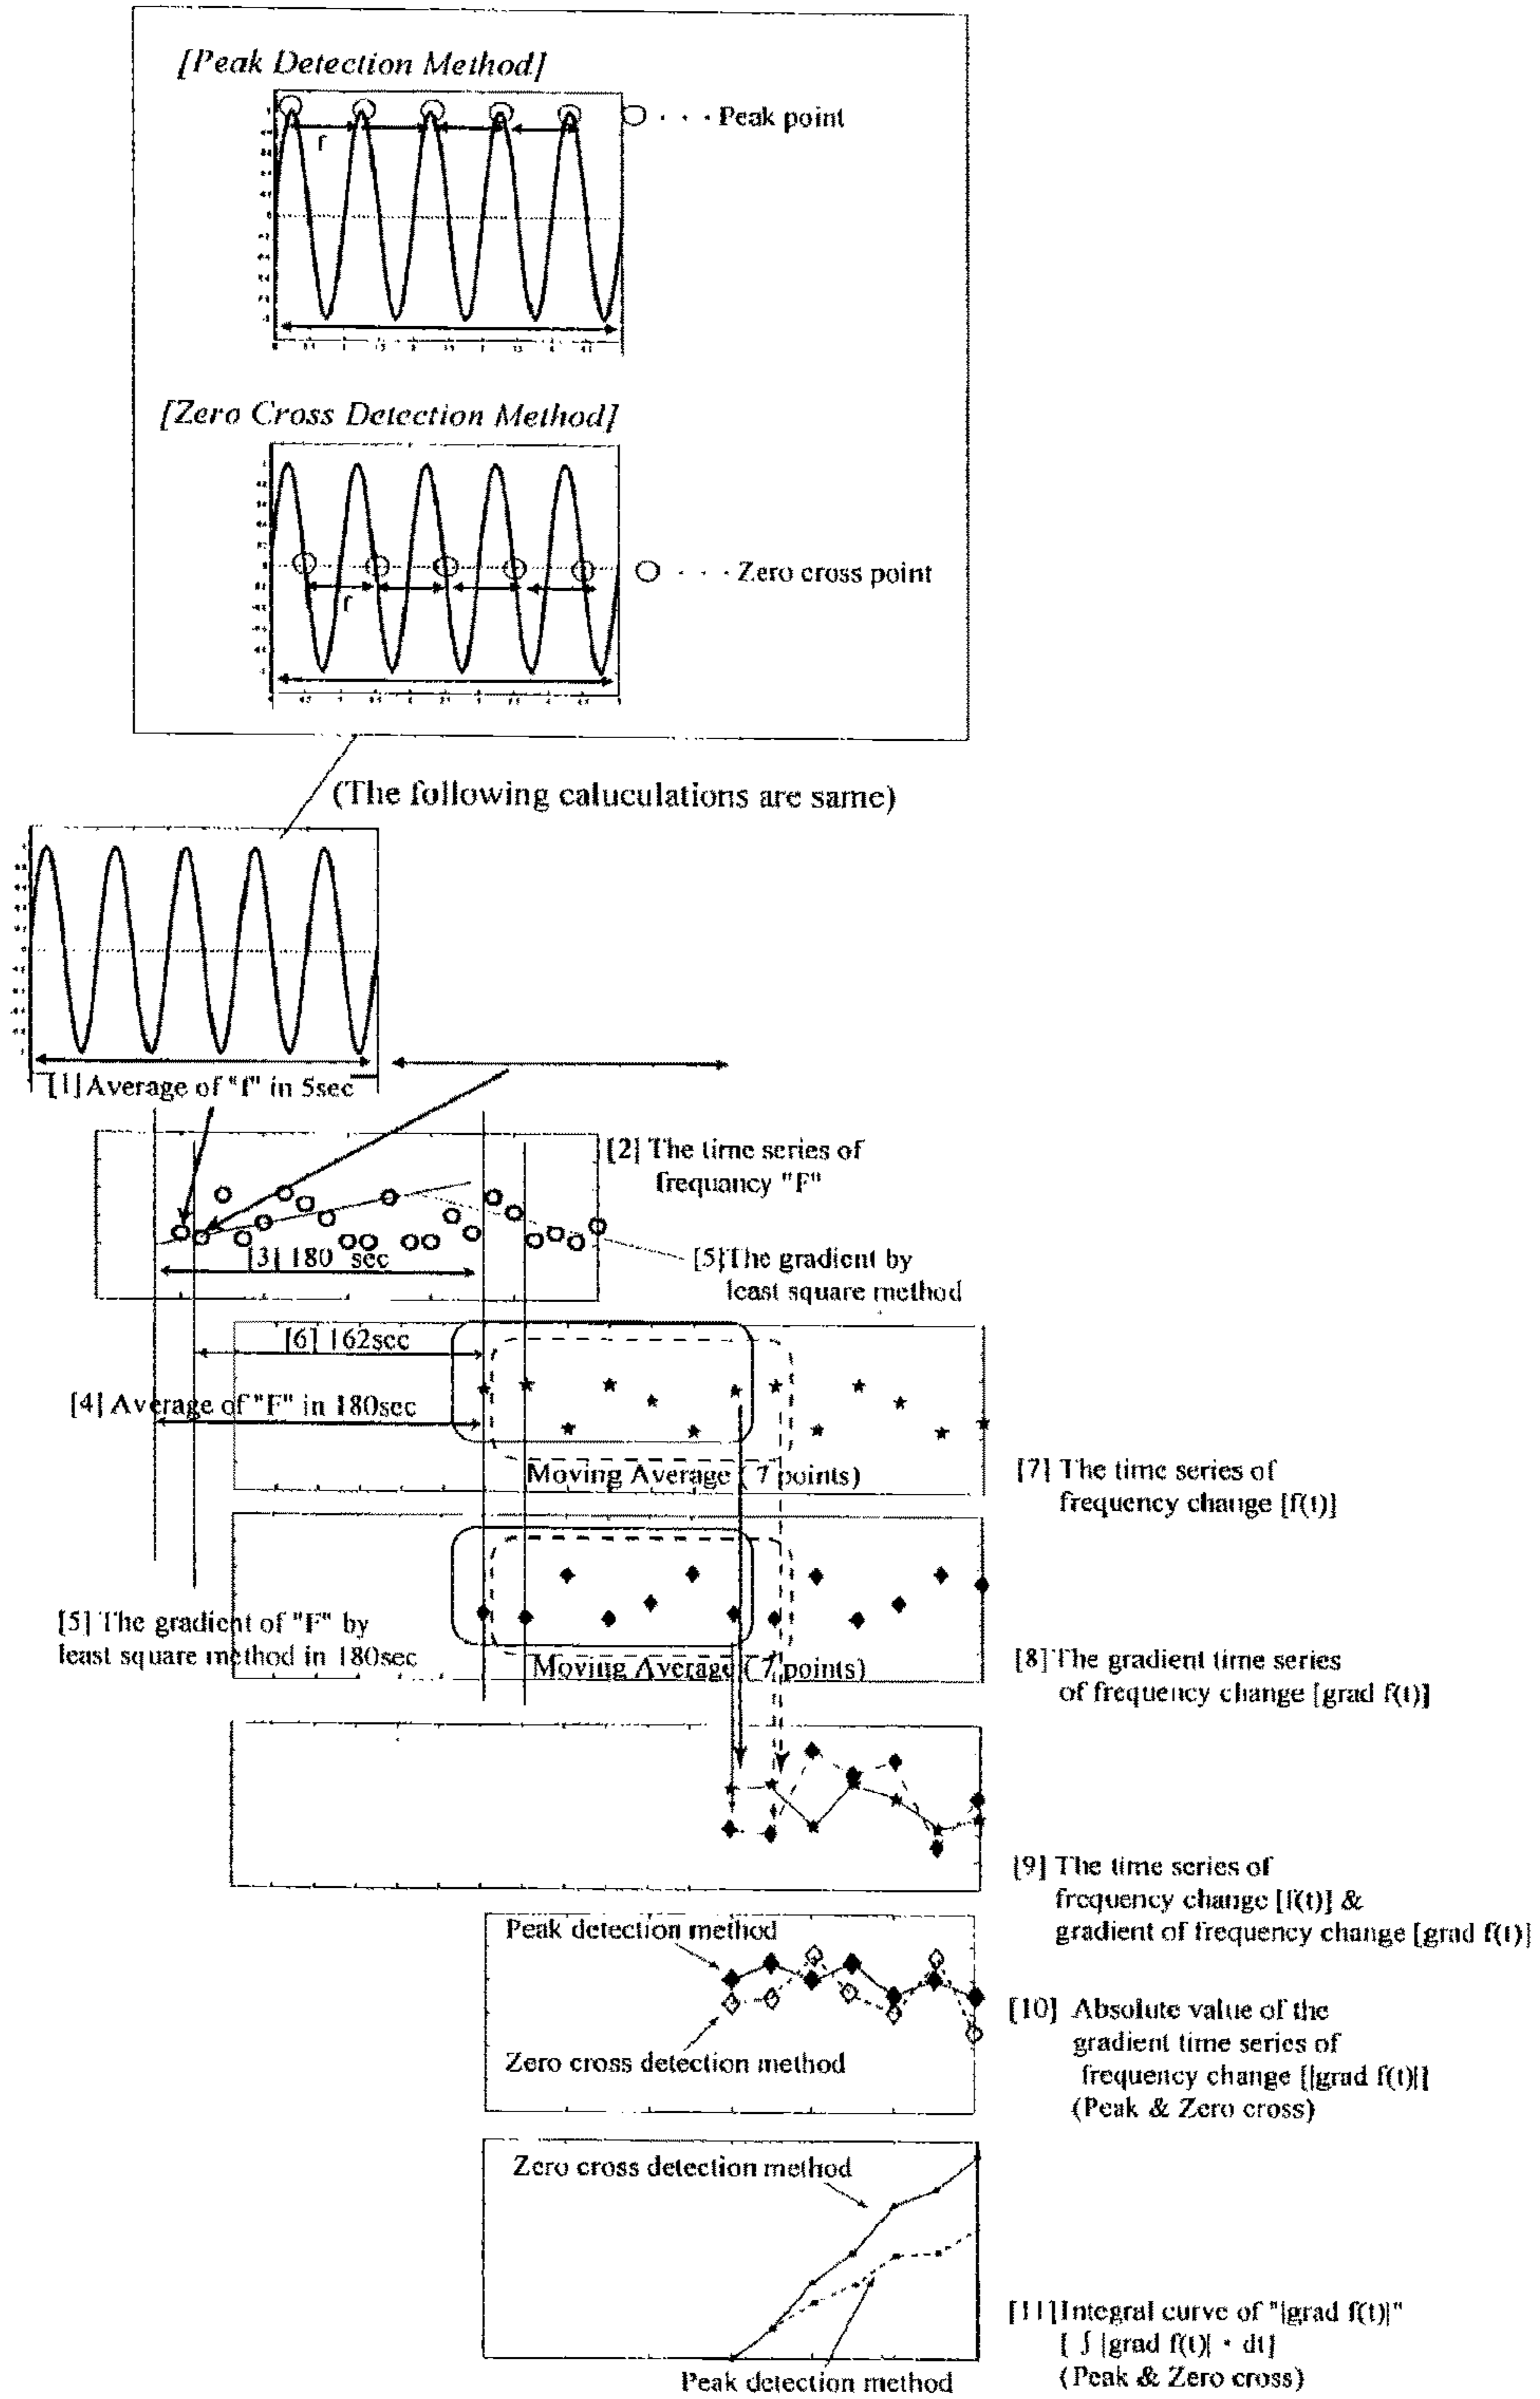 [Peak Detection Method]
f
· · · Peak point
[Zero Cross Detection Method]
f
· · · Zero cross point
(The following caluculations are same)
[1] Average of "f" in 5sec
[2] The time series of
frequancy "F"
[3] 180 sec
[5] The gradient by
least square method
[6] 162sec
[4] Average of "F" in 180sec
Moving Average ( 7 points)
[7] The time series of
frequency change [f(t)]
[5] The gradient of "F" by
least square method in 180sec
Moving Average ( 7 points)
[8] The gradient time series
of frequency change [grad f(t)]
[9] The time series of
frequency change [f(t)] &
gradient of frequency change [grad f(t)]
Peak detection method
Zero cross detection method
[10] Absolute value of the
gradient time series of
frequency change [|grad f(t)|]
(Peak & Zero cross)
Zero cross detection method
Peak detection method
[11] Integral curve of "|grad f(t)|"
[ ∫ |grad f(t)| · dt]
(Peak & Zero cross)